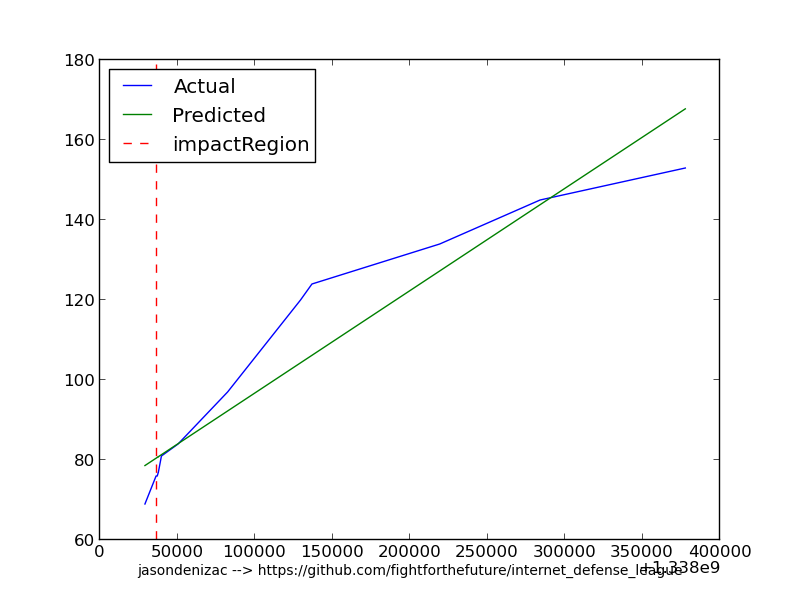 180
160
140
120
100
80
60
Actual
Predicted
impactRegion
0 50000 100000 150000 200000 250000 300000 350000 400000
+1.338e9
jasondenizac --> https://github.com/fightforthefuture/internet_defense_league